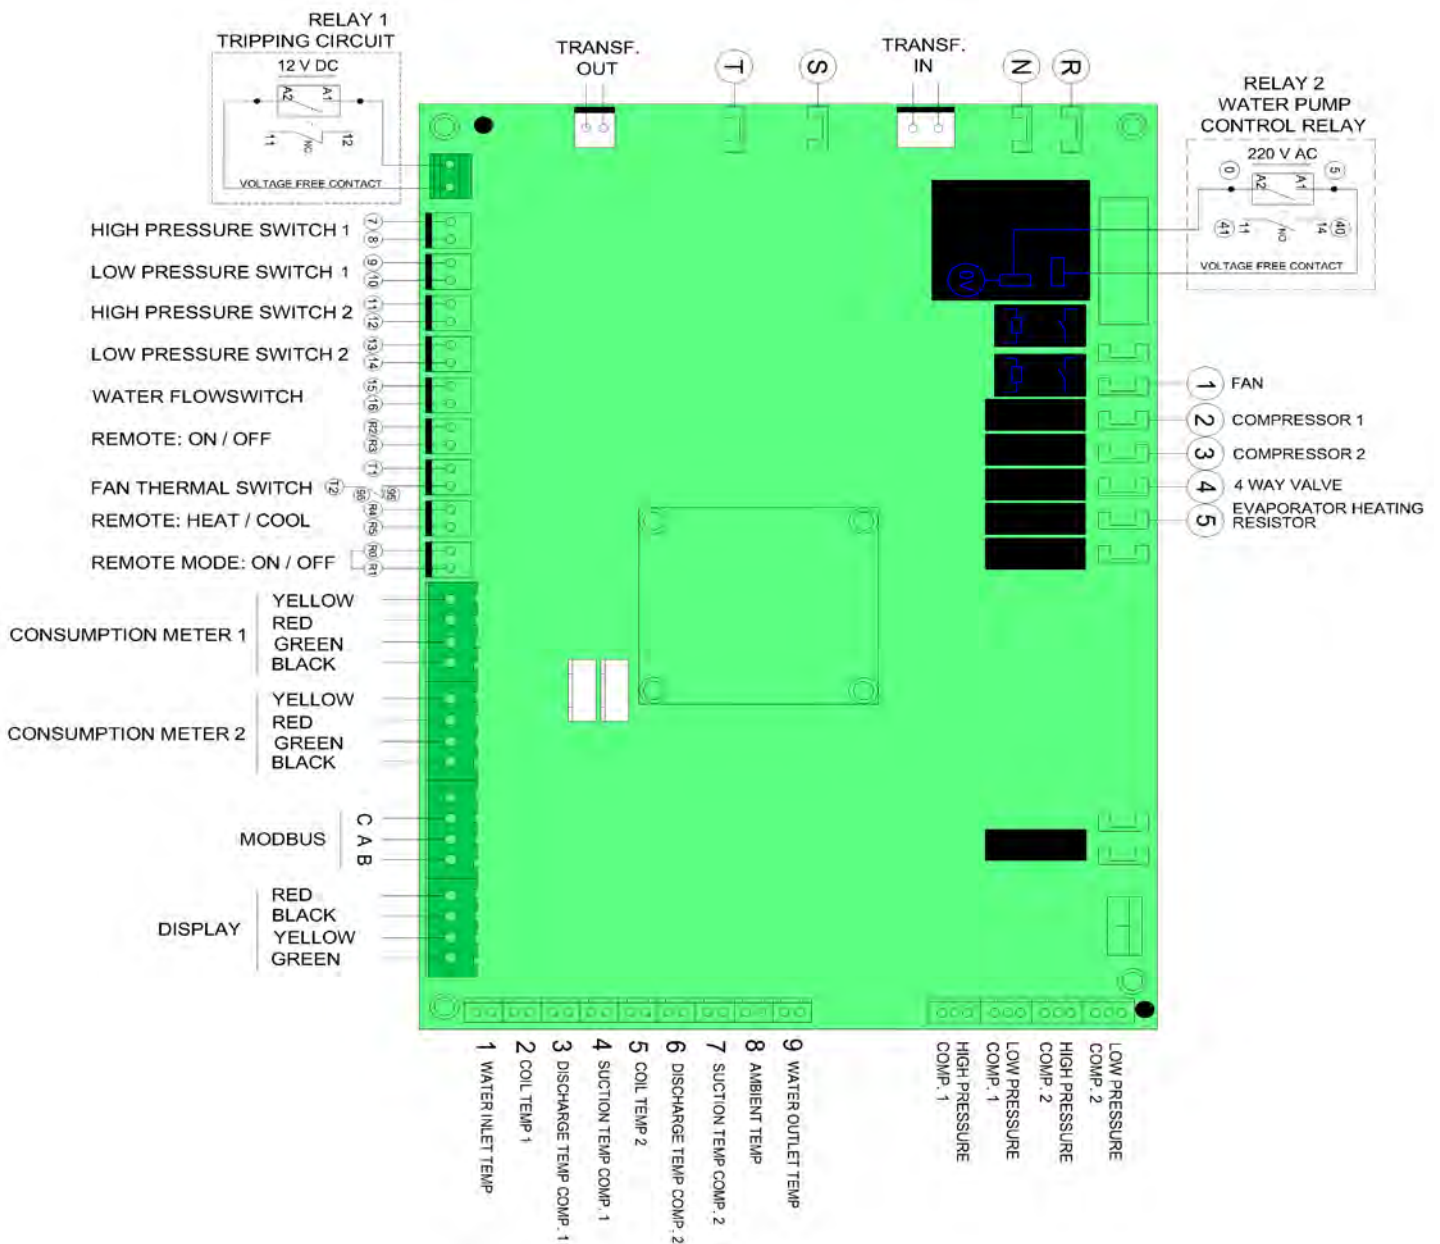 RELAY 1
TRIPPING CIRCUIT
12 V DC
A2 A1
11 NC 12
VOLTAGE FREE CONTACT
TRANSF.
OUT
T
S
TRANSF.
IN
N
R
RELAY 2
WATER PUMP
CONTROL RELAY
220 V AC
0 A2 A1 5
41 11 NO 14 40
VOLTAGE FREE CONTACT
0V
HIGH PRESSURE SWITCH 1 7 8
LOW PRESSURE SWITCH 1 9 10
HIGH PRESSURE SWITCH 2 11 12
LOW PRESSURE SWITCH 2 13 14
WATER FLOWSWITCH 15 16
REMOTE: ON / OFF R2 R3
FAN THERMAL SWITCH T2 96 95 T1
REMOTE: HEAT / COOL R4 R5
REMOTE MODE: ON / OFF R0 R1
1 FAN
2 COMPRESSOR 1
3 COMPRESSOR 2
4 4 WAY VALVE
5 EVAPORATOR HEATING
RESISTOR
CONSUMPTION METER 1
YELLOW
RED
GREEN
BLACK
CONSUMPTION METER 2
YELLOW
RED
GREEN
BLACK
MODBUS
C
A
B
DISPLAY
RED
BLACK
YELLOW
GREEN
1 WATER INLET TEMP
2 COIL TEMP 1
3 DISCHARGE TEMP COMP. 1
4 SUCTION TEMP COMP. 1
5 COIL TEMP 2
6 DISCHARGE TEMP COMP. 2
7 SUCTION TEMP COMP. 2
8 AMBIENT TEMP
9 WATER OUTLET TEMP
HIGH PRESSURE
COMP. 1
LOW PRESSURE
COMP. 1
HIGH PRESSURE
COMP. 2
LOW PRESSURE
COMP. 2